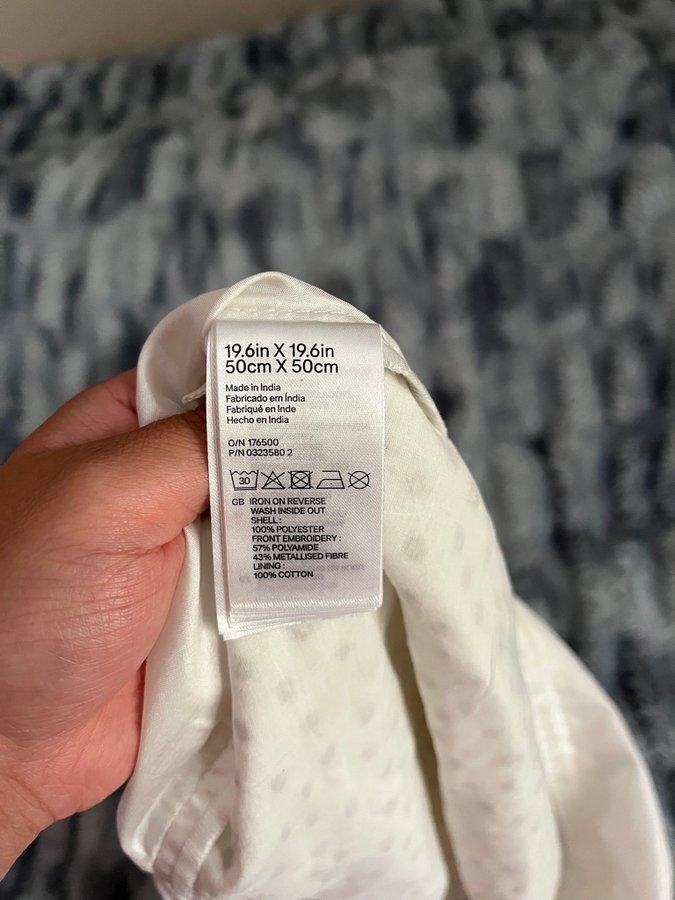 19.6in X 19.6in
50cm X 50cm
Made in India
Fabricado em Índia
Fabriqué en Inde
Hecho en India
O/N 176500
P/N 0323580 2
30
GB IRON ON REVERSE
WASH INSIDE OUT
SHELL :
100% POLYESTER
FRONT EMBROIDERY :
57% POLYAMIDE
43% METALLISED FIBRE
LINING :
100% COTTON